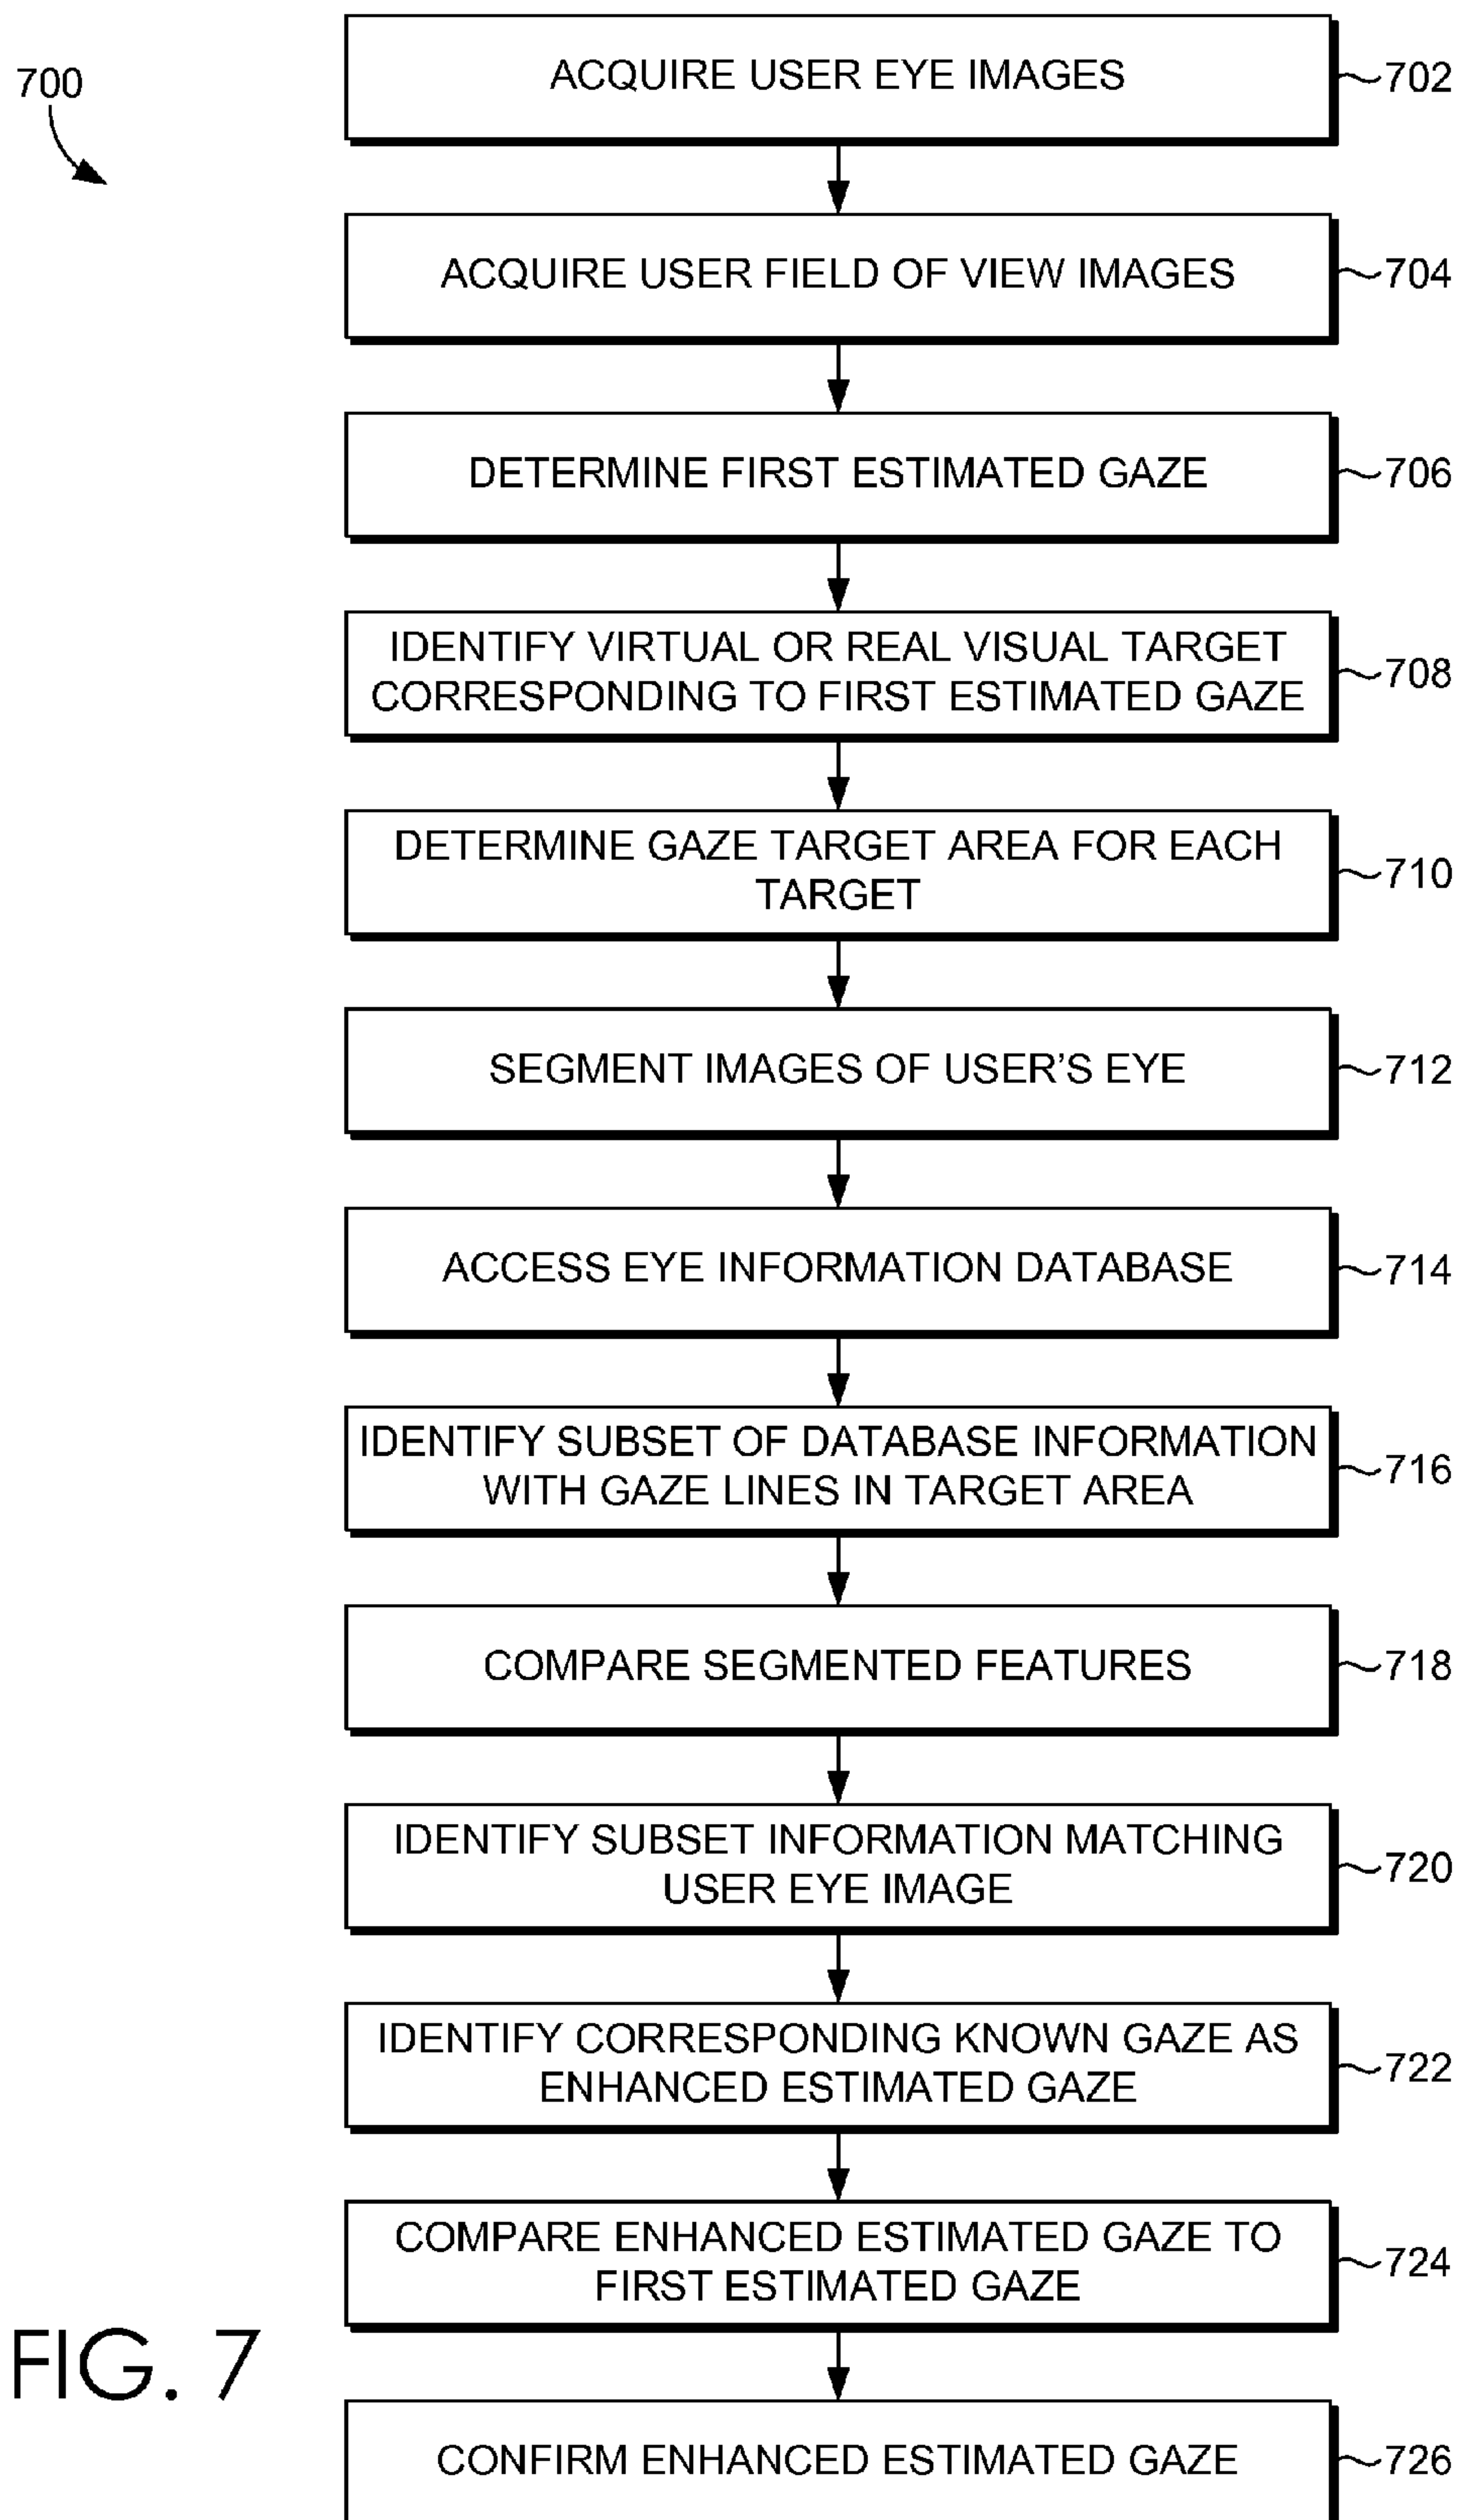 700
ACQUIRE USER EYE IMAGES
702
ACQUIRE USER FIELD OF VIEW IMAGES
704
DETERMINE FIRST ESTIMATED GAZE
706
IDENTIFY VIRTUAL OR REAL VISUAL TARGET
CORRESPONDING TO FIRST ESTIMATED GAZE
708
DETERMINE GAZE TARGET AREA FOR EACH
TARGET
710
SEGMENT IMAGES OF USER'S EYE
712
ACCESS EYE INFORMATION DATABASE
714
IDENTIFY SUBSET OF DATABASE INFORMATION
WITH GAZE LINES IN TARGET AREA
716
COMPARE SEGMENTED FEATURES
718
IDENTIFY SUBSET INFORMATION MATCHING
USER EYE IMAGE
720
IDENTIFY CORRESPONDING KNOWN GAZE AS
ENHANCED ESTIMATED GAZE
722
COMPARE ENHANCED ESTIMATED GAZE TO
FIRST ESTIMATED GAZE
724
CONFIRM ENHANCED ESTIMATED GAZE
726
FIG. 7